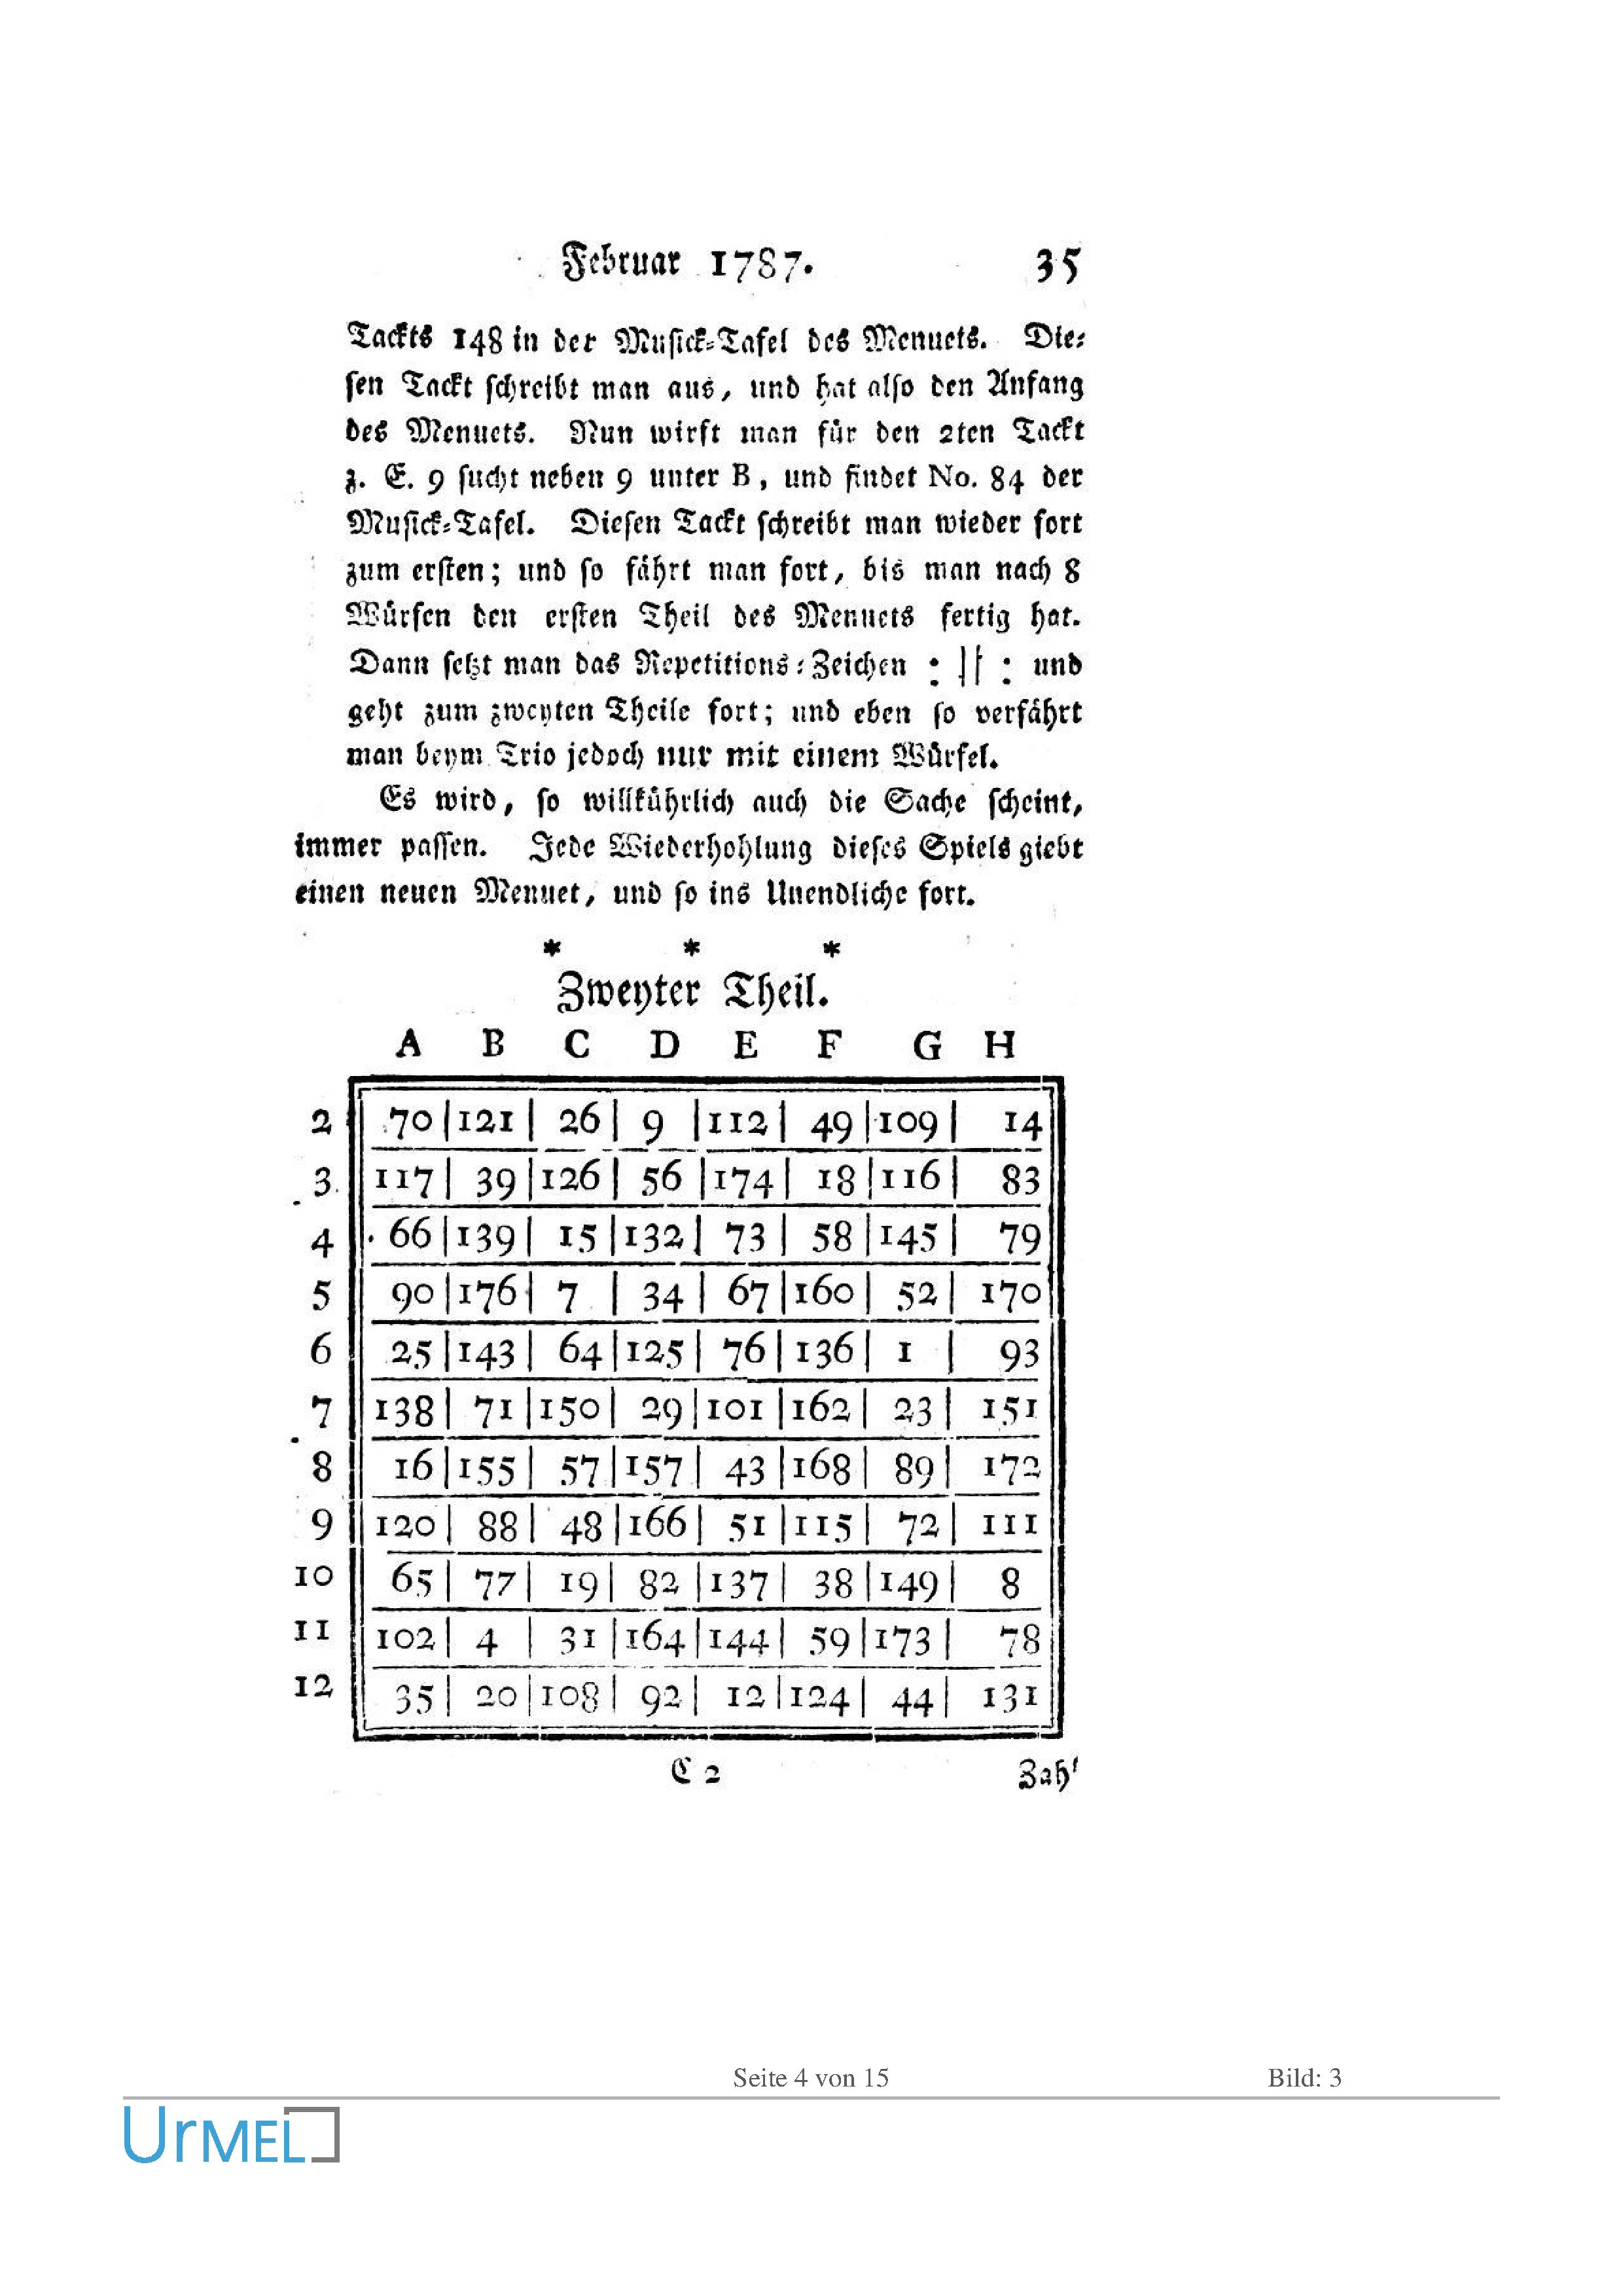 Februar 1787. 35
Tackts 148 in der Musick-Tafel des Menuets. Die-
sen Tackt schreibt man aus, und hat also den Anfang
des Menuets. Nun wirft man für den 2ten Tackt
z. E. 9 sucht neben 9 unter B, und findet No. 84 der
Musick-Tafel. Diesen Tackt schreibt man wieder fort
zum ersten; und so fährt man fort, bis man nach 8
Würfen den ersten Theil des Menuets fertig hat.
Dann setzt man das Repetitions-Zeichen :||: und
geht zum zweyten Theile fort; und eben so verfährt
man beym Trio jedoch nur mit einem Würfel.
Es wird, so willkührlich auch die Sache scheint,
immer passen. Jede Wiederhohlung dieses Spiels giebt
einen neuen Menuet, und so ins Unendliche fort.
* * *
Zweyter Theil.
A B C D E F G H
2 70 | 121 | 26 | 9 | 112 | 49 | 109 | 14
3 117 | 39 | 126 | 56 | 174 | 18 | 116 | 83
4 66 | 139 | 15 | 132 | 73 | 58 | 145 | 79
5 90 | 176 | 7 | 34 | 67 | 160 | 52 | 170
6 25 | 143 | 64 | 125 | 76 | 136 | 1 | 93
7 138 | 71 | 150 | 29 | 101 | 162 | 23 | 151
8 16 | 155 | 57 | 157 | 43 | 168 | 89 | 172
9 120 | 88 | 48 | 166 | 51 | 115 | 72 | 111
10 65 | 77 | 19 | 82 | 137 | 38 | 149 | 8
11 102 | 4 | 31 | 164 | 144 | 59 | 173 | 78
12 35 | 20 | 108 | 92 | 12 | 124 | 44 | 131
C 2 Zah-
Seite 4 von 15 Bild: 3
UrMEL